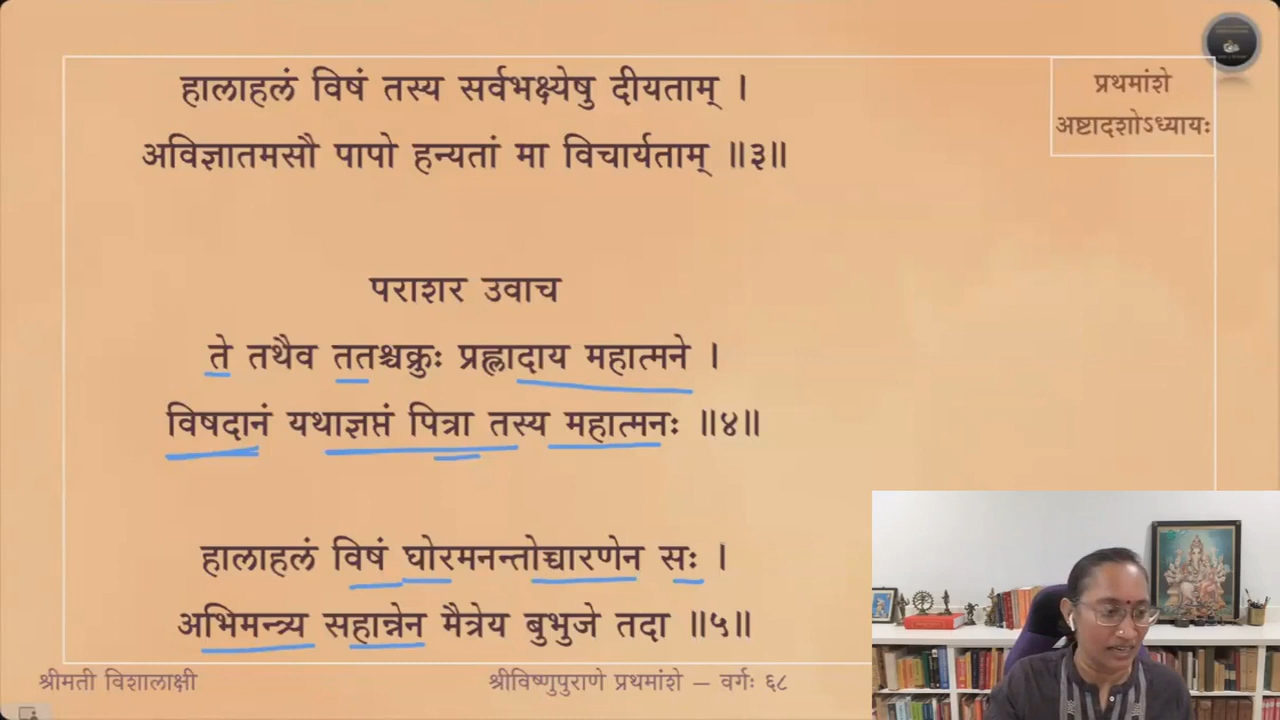 हालाहलं विषं तस्य सर्वभक्ष्येषु दीयताम् ।
अविज्ञातमसौ पापो हन्यतां मा विचार्यताम् ॥३॥
प्रथमांशे
अष्टादशोऽध्यायः
पराशर उवाच
ते तथैव ततश्चक्रुः प्रह्लादाय महात्मने ।
विषदानं यथाज्ञप्तं पित्रा तस्य महात्मनः ॥४॥
हालाहलं विषं घोरमनन्तोच्चारणेन सः ।
अभिमन्त्र्य सहान्नेन मैत्रेय बुभुजे तदा ॥५॥
श्रीमती विशालाक्षी
श्रीविष्णुपुराणे प्रथमांशे – वर्गः ६८